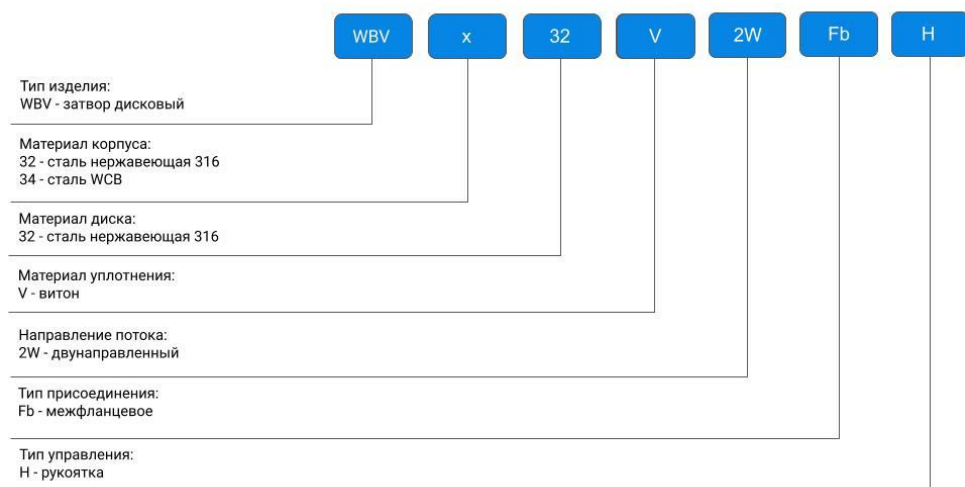 WBV x 32 V 2W Fb H
Тип изделия:
WBV - затвор дисковый
Материал корпуса:
32 - сталь нержавеющая 316
34 - сталь WCB
Материал диска:
32 - сталь нержавеющая 316
Материал уплотнения:
V - витон
Направление потока:
2W - двунаправленный
Тип присоединения:
Fb - межфланцевое
Тип управления:
H - рукоятка